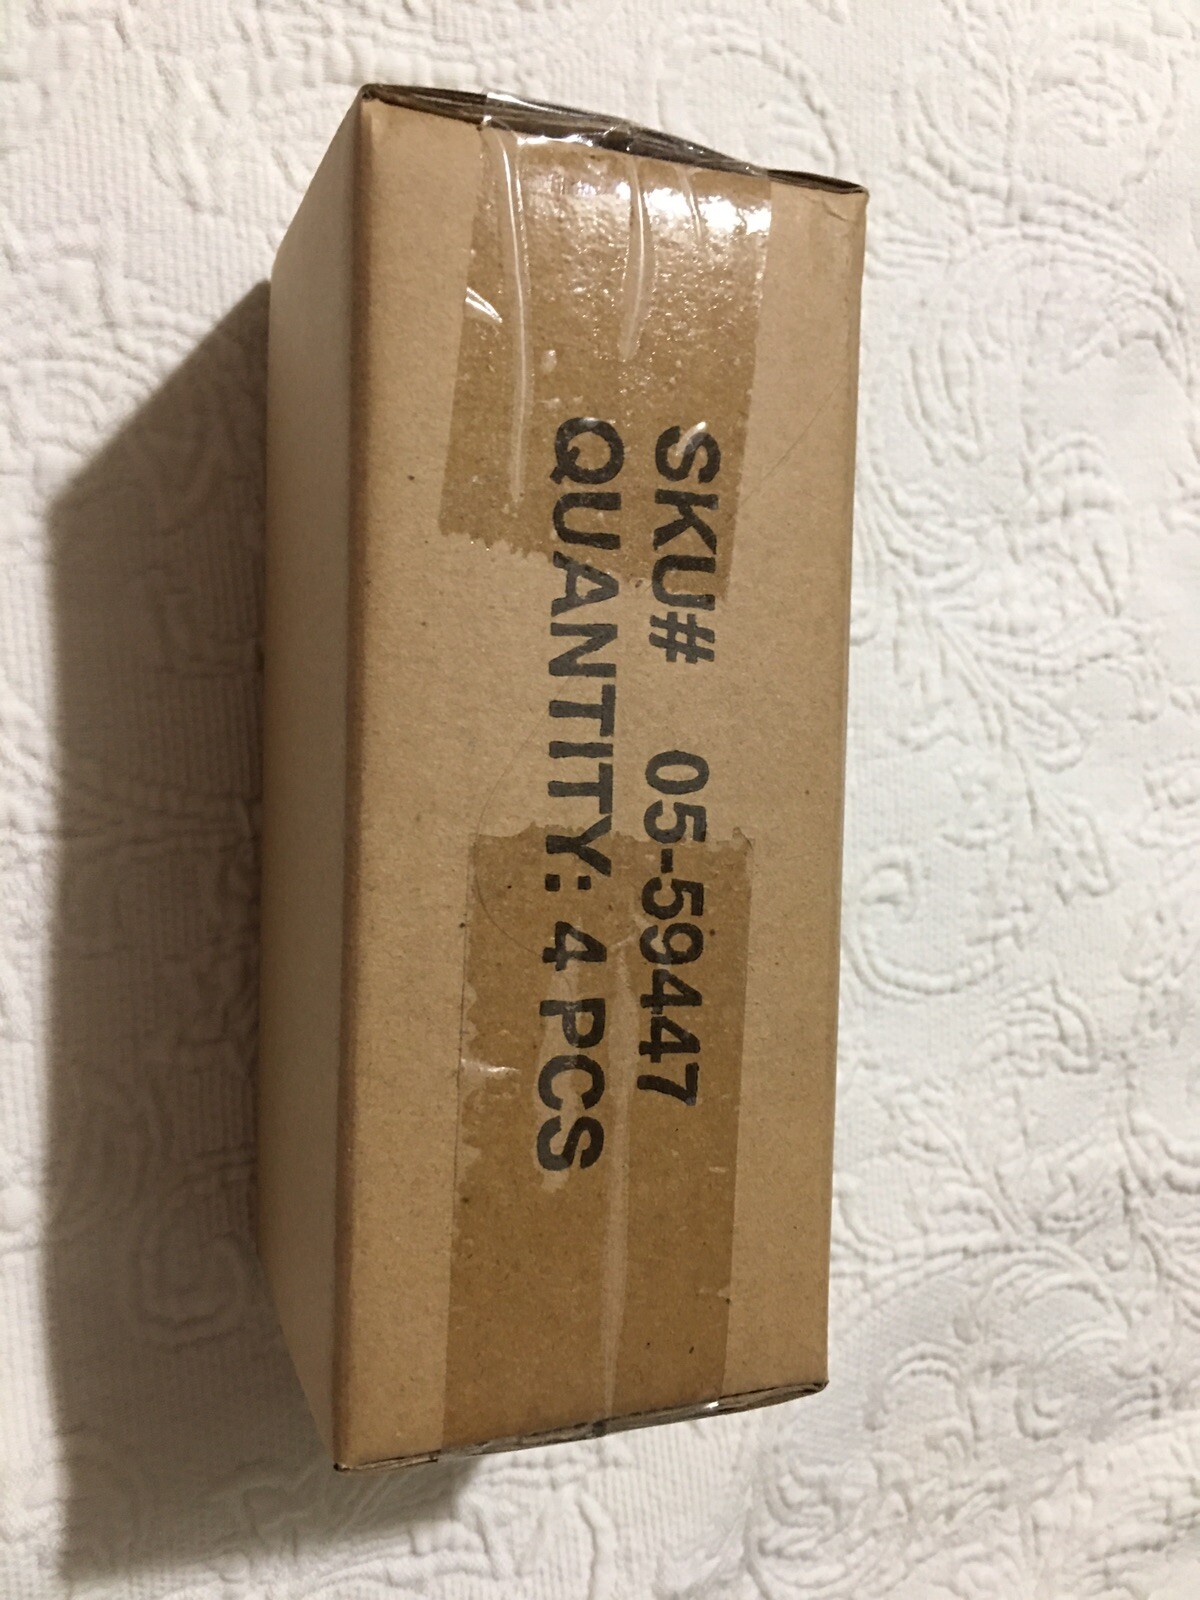 SKU# 05-59447
QUANTITY: 4 PCS